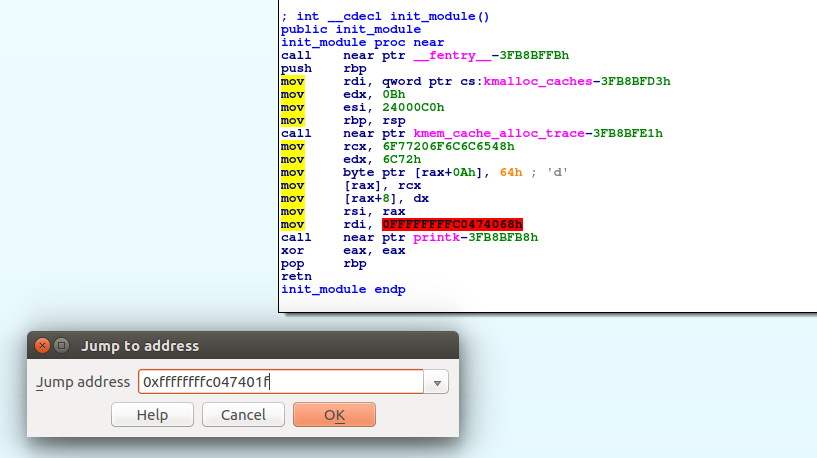 ; int __cdecl init_module()
public init_module
init_module proc near
call near ptr __fentry__-3FB8BFFBh
push rbp
mov rdi, qword ptr cs:kmalloc_caches-3FB8BFD3h
mov edx, 0Bh
mov esi, 24000C0h
mov rbp, rsp
call near ptr kmem_cache_alloc_trace-3FB8BFE1h
mov rcx, 6F77206F6C6C6548h
mov edx, 6C72h
mov byte ptr [rax+0Ah], 64h ; 'd'
mov [rax], rcx
mov [rax+8], dx
mov rsi, rax
mov rdi, 0FFFFFFFFC0474068h
call near ptr printk-3FB8BFB8h
xor eax, eax
pop rbp
retn
init_module endp
Jump to address
Jump address 0xffffffffc047401f
Help Cancel OK